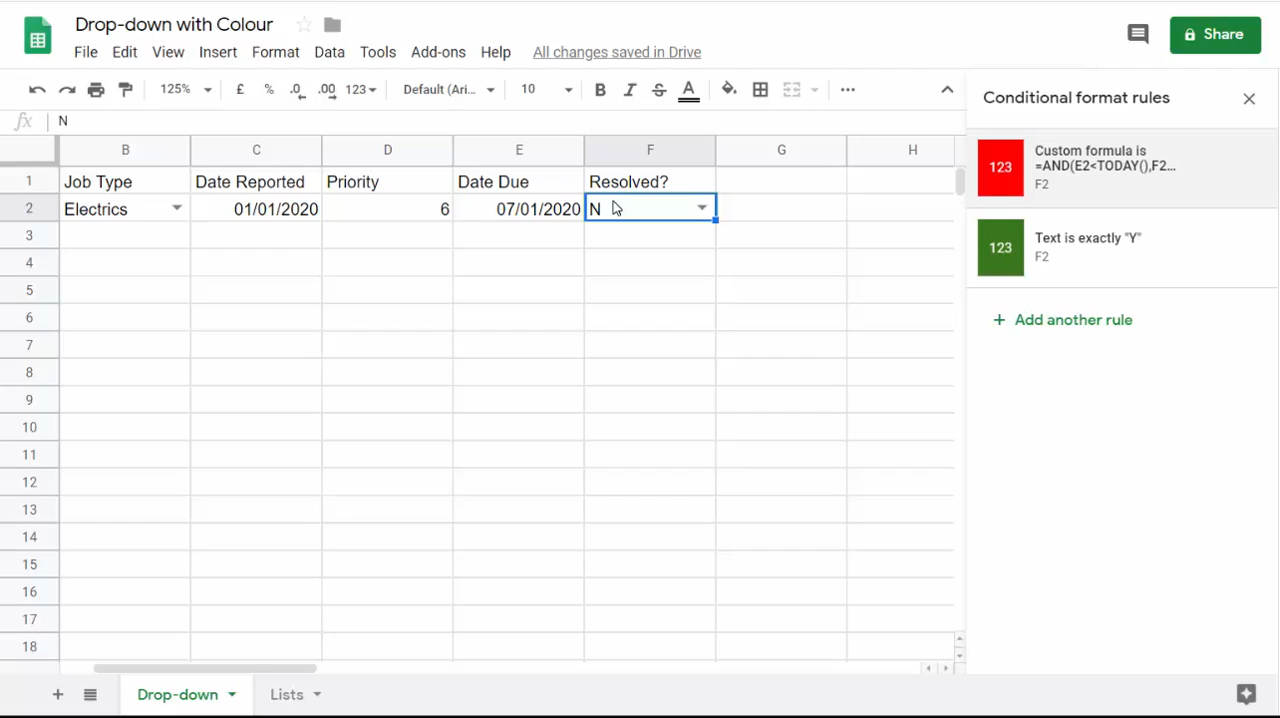 Drop-down with Colour
File Edit View Insert Format Data Tools Add-ons Help All changes saved in Drive
Share
125% £ % .0 .00 123 Default (Ari... 10 B I S A
Conditional format rules
fx N
B C D E F G H
1 Job Type Date Reported Priority Date Due Resolved?
2 Electrics 01/01/2020 6 07/01/2020 N
3
4
5
6
7
8
9
10
11
12
13
14
15
16
17
18
123 Custom formula is
=AND(E2<TODAY(),F2...
F2
123 Text is exactly "Y"
F2
+ Add another rule
+ Drop-down Lists